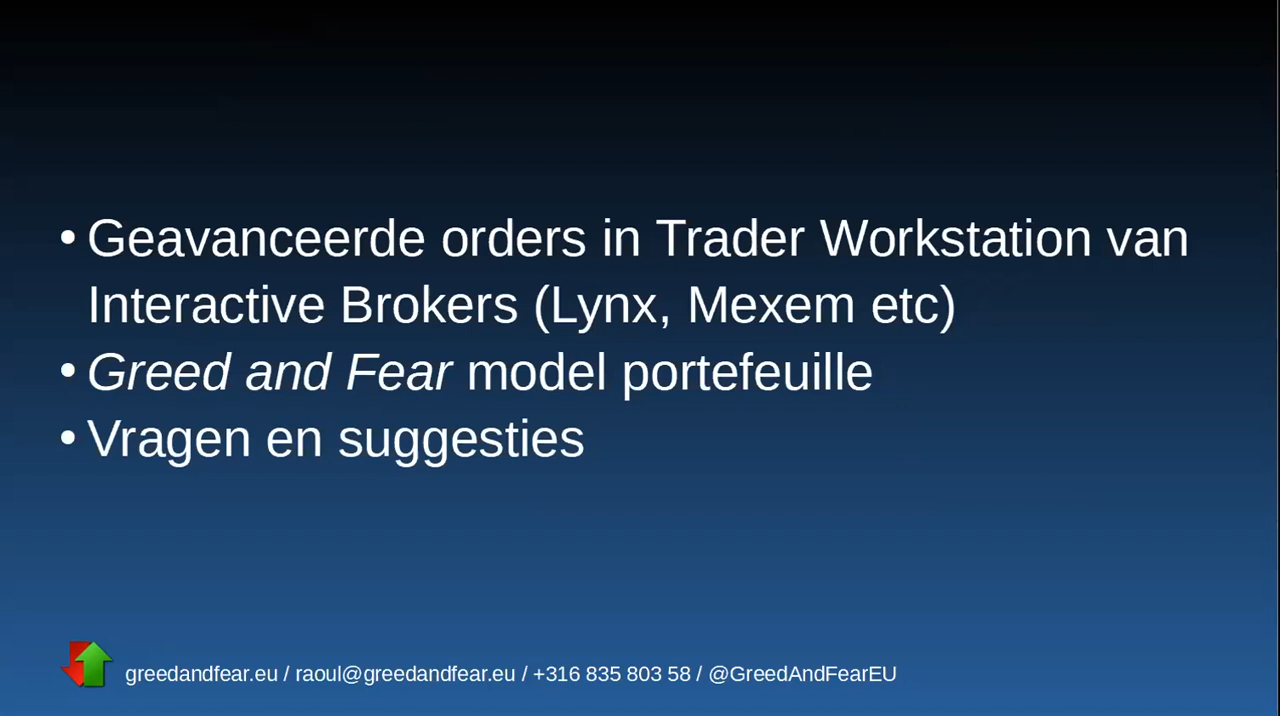 • Geavanceerde orders in Trader Workstation van
Interactive Brokers (Lynx, Mexem etc)
• Greed and Fear model portefeuille
• Vragen en suggesties
greedandfear.eu / raoul@greedandfear.eu / +316 835 803 58 / @GreedAndFearEU